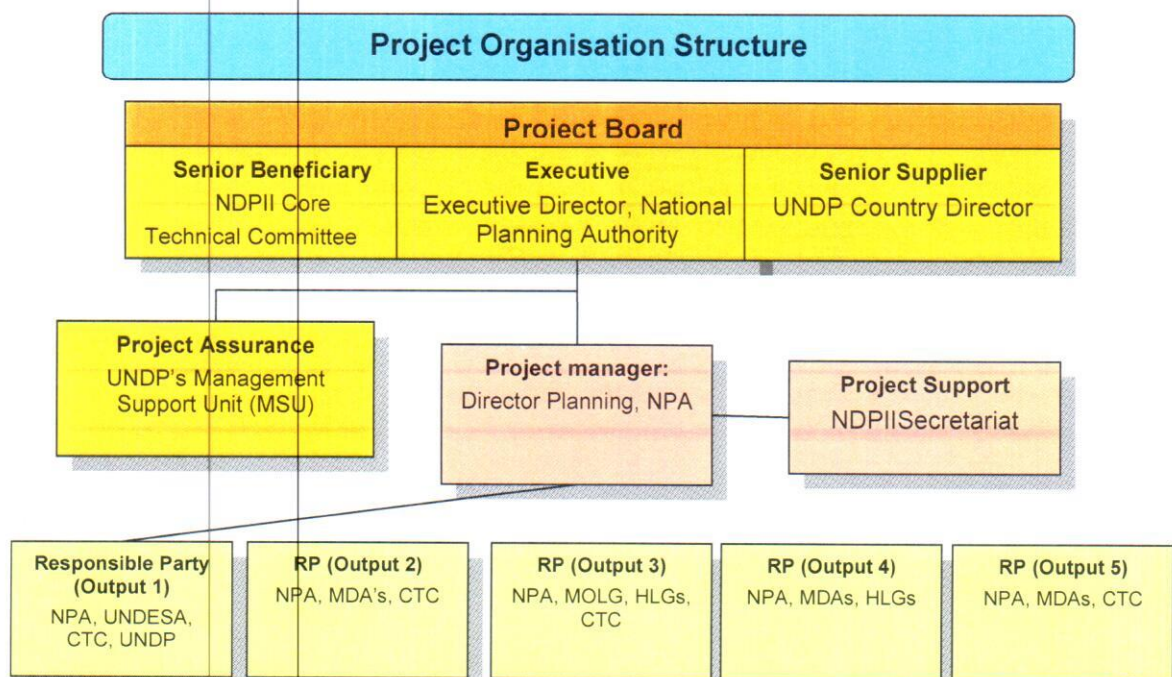 Project Organisation Structure
Project Board
Senior Beneficiary
NDPII Core
Technical Committee
Executive
Executive Director, National
Planning Authority
Senior Supplier
UNDP Country Director
Project Assurance
UNDP's Management
Support Unit (MSU)
Project manager:
Director Planning, NPA
Project Support
NDPIISecretariat
Responsible Party
(Output 1)
NPA, UNDESA,
CTC, UNDP
RP (Output 2)
NPA, MDA's, CTC
RP (Output 3)
NPA, MOLG, HLGs,
CTC
RP (Output 4)
NPA, MDAs, HLGs
RP (Output 5)
NPA, MDAs, CTC